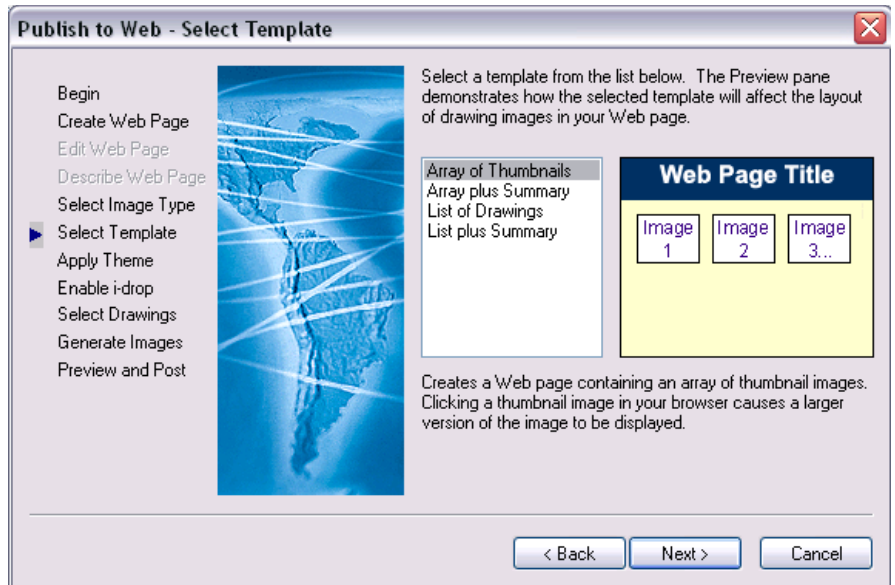 Publish to Web - Select Template
Begin
Create Web Page
Edit Web Page
Describe Web Page
Select Image Type
Select Template
Apply Theme
Enable i-drop
Select Drawings
Generate Images
Preview and Post
Select a template from the list below.  The Preview pane
demonstrates how the selected template will affect the layout
of drawing images in your Web page.
Array of Thumbnails
Array plus Summary
List of Drawings
List plus Summary
Web Page Title
Image
1
Image
2
Image
3...
Creates a Web page containing an array of thumbnail images.
Clicking a thumbnail image in your browser causes a larger
version of the image to be displayed.
< Back
Next >
Cancel